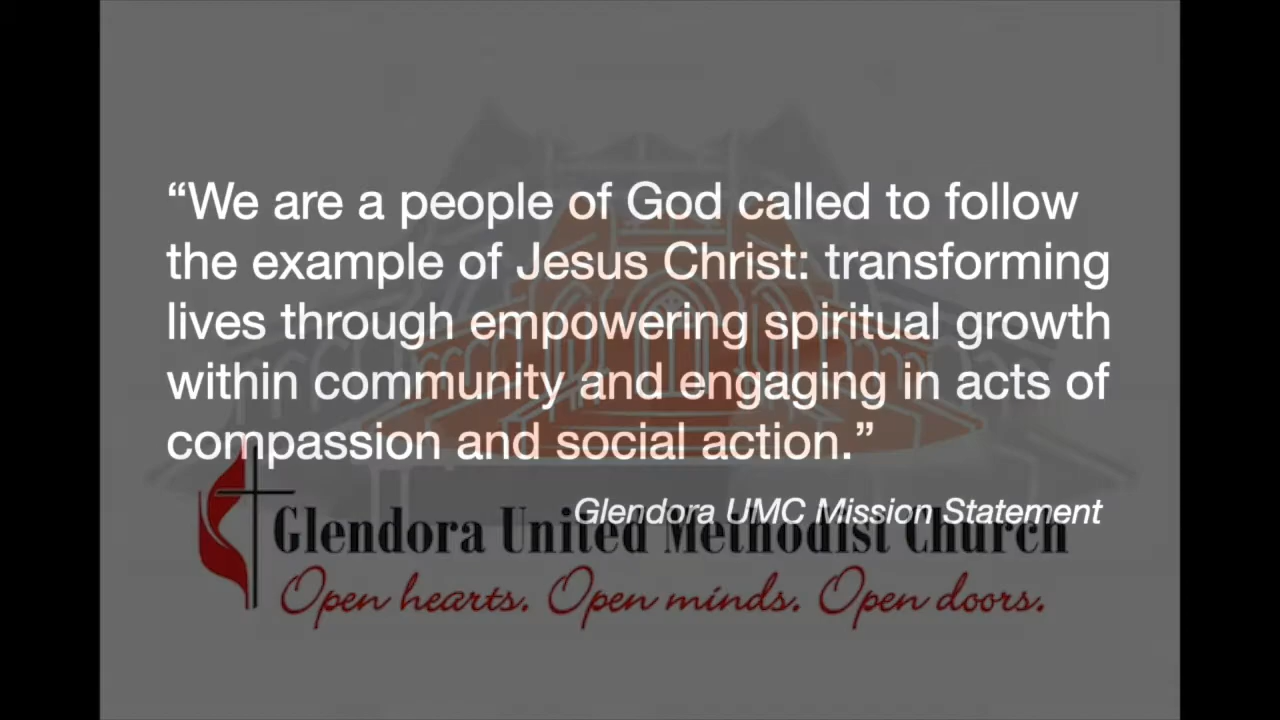 “We are a people of God called to follow
the example of Jesus Christ: transforming
lives through empowering spiritual growth
within community and engaging in acts of
compassion and social action.”
Glendora UMC Mission Statement
Glendora United Methodist Church
Open hearts. Open minds. Open doors.